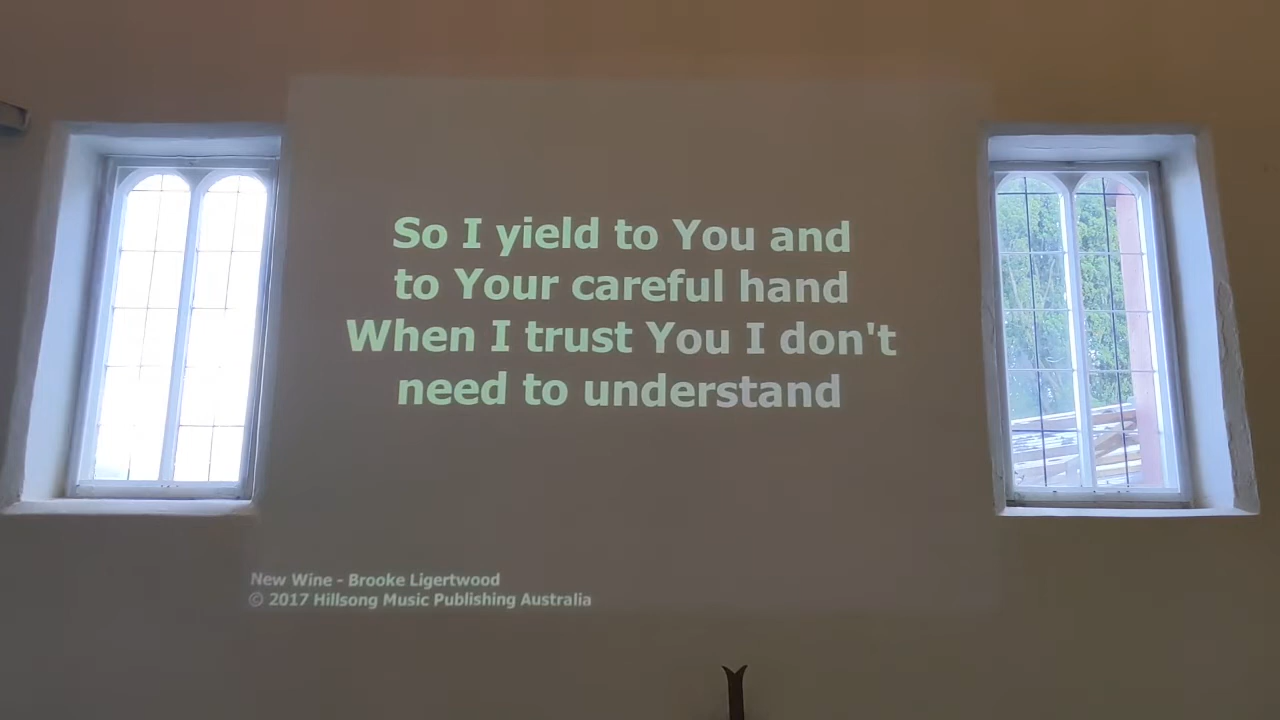 So I yield to You and
to Your careful hand
When I trust You I don't
need to understand
New Wine - Brooke Ligertwood
© 2017 Hillsong Music Publishing Australia